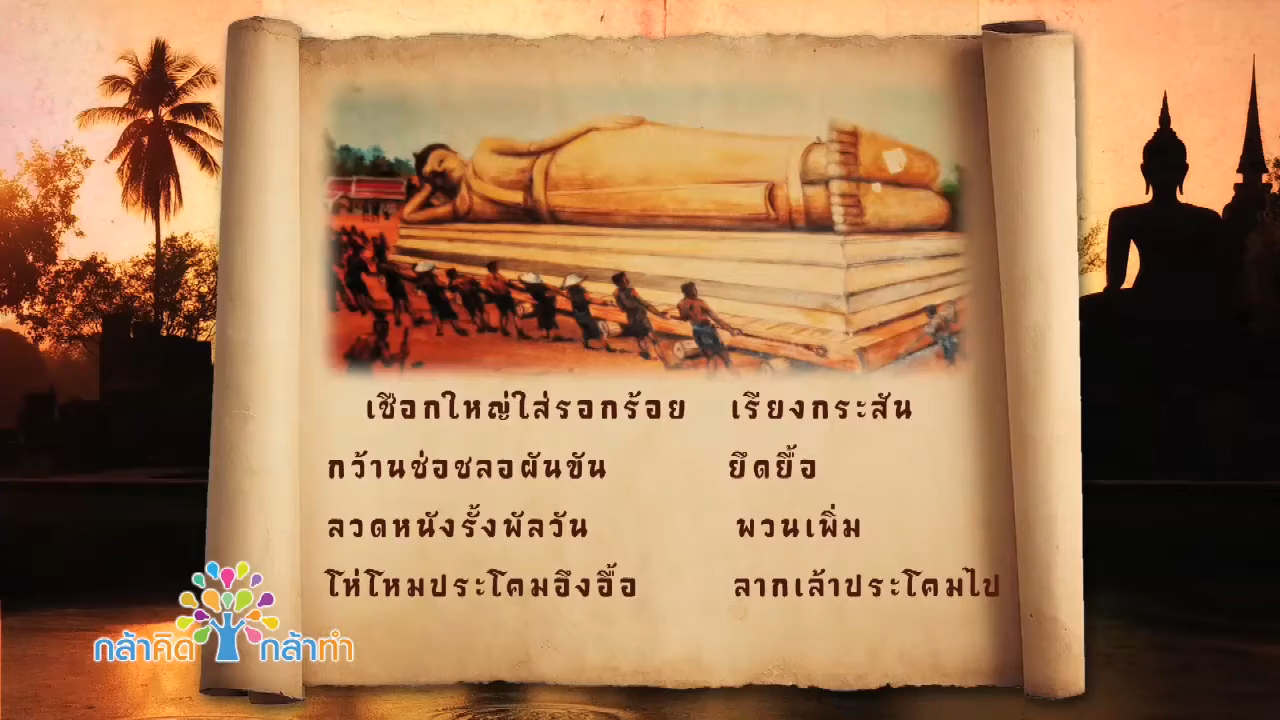 เชือกใหญ่ใส่รอกร้อย เรียงกระสัน
กว้านช่อชลอผันขัน ยึดยื้อ
ลวดหนังรั้งพัลวัน พวนเพิ่ม
โห่โหมประโคมอึงอื้อ ลากเล้าประโคมไป
กล้าคิด กล้าทำ